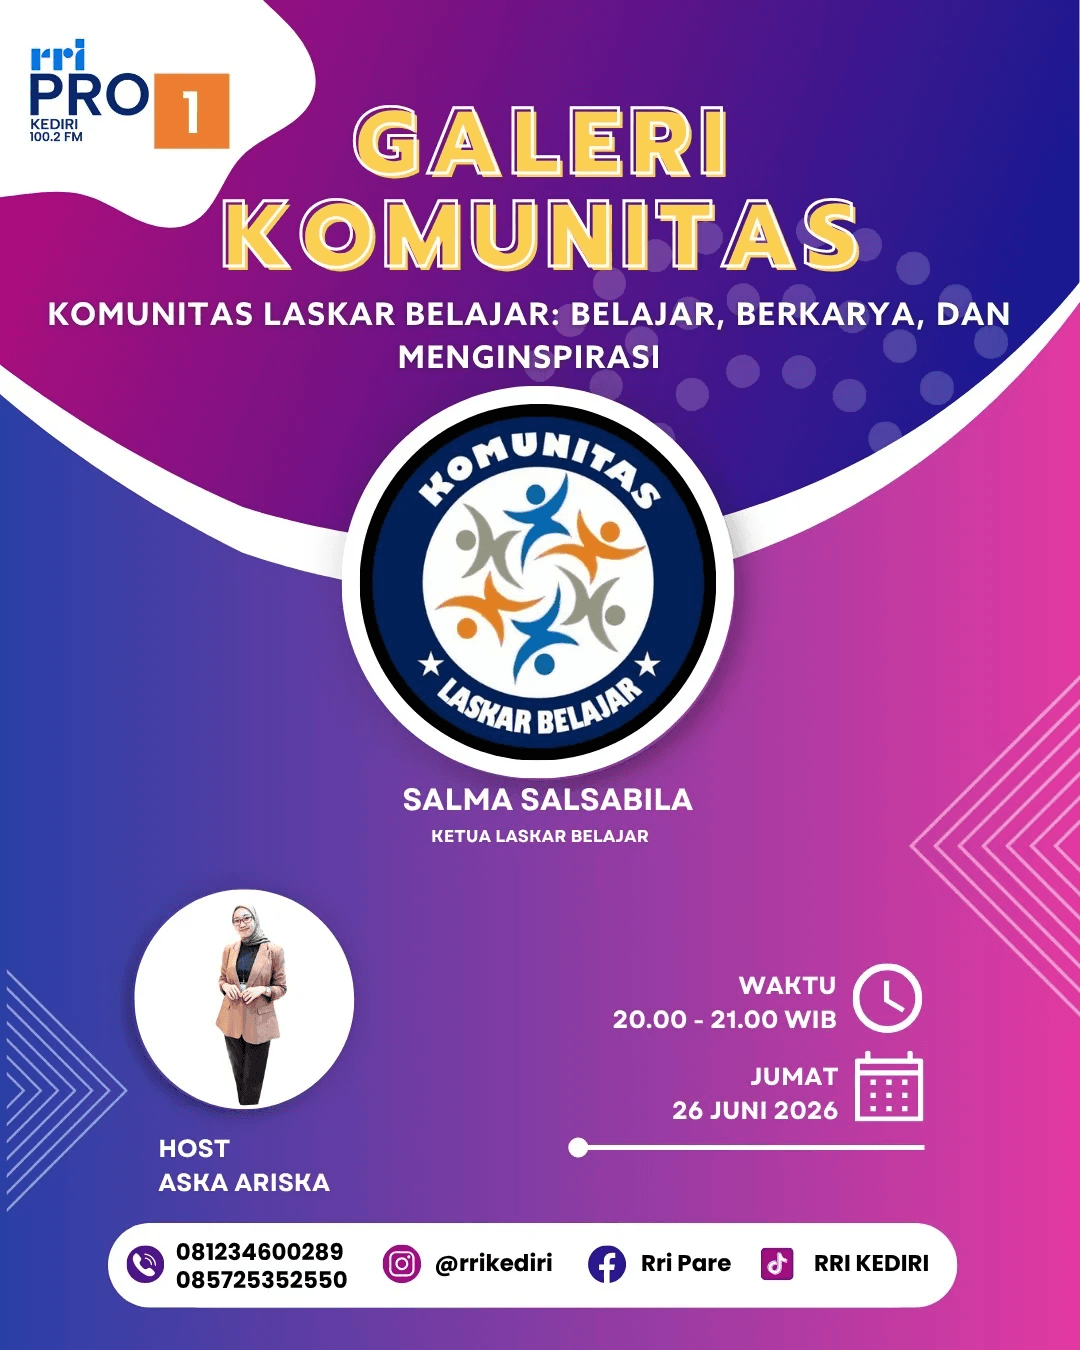 rri
PRO 1
KEDIRI
100.2 FM
GALERI
KOMUNITAS
KOMUNITAS LASKAR BELAJAR: BELAJAR, BERKARYA, DAN
MENGINSPIRASI
KOMUNITAS
LASKAR BELAJAR
SALMA SALSABILA
KETUA LASKAR BELAJAR
WAKTU
20.00 - 21.00 WIB
JUMAT
26 JUNI 2026
HOST
ASKA ARISKA
081234600289
085725352550
@rrikediri
Rri Pare
RRI KEDIRI